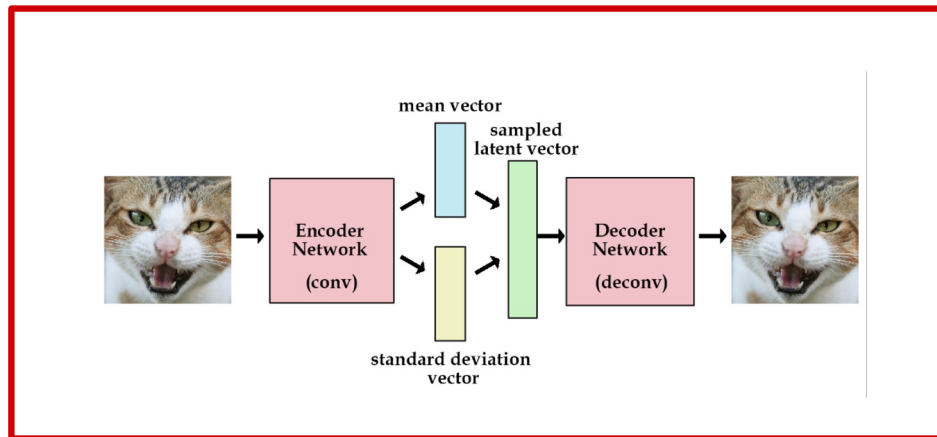 mean vector
sampled
latent vector
Encoder
Network
(conv)
Decoder
Network
(deconv)
standard deviation
vector